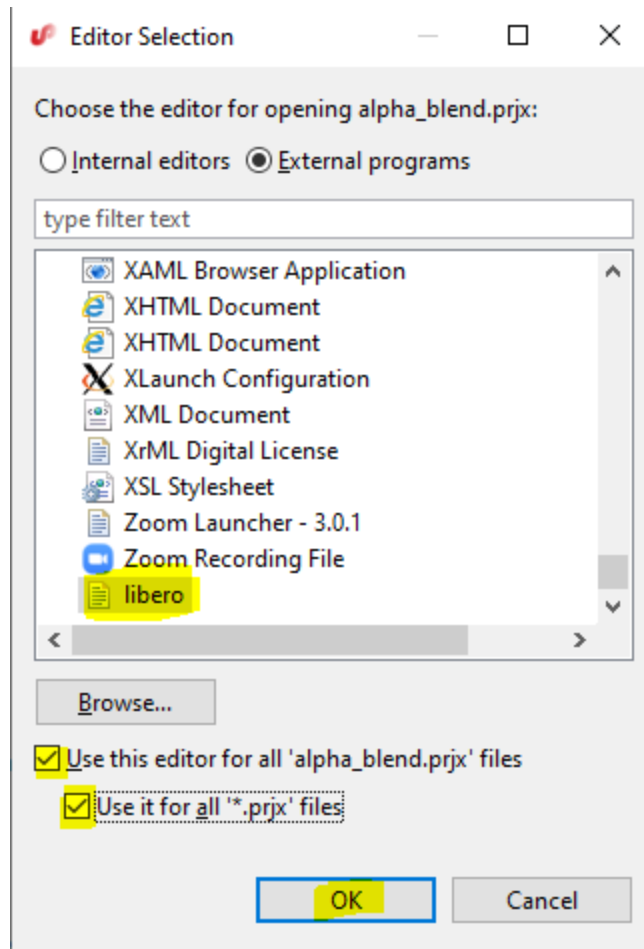 Editor Selection
Choose the editor for opening alpha_blend.prjx:
Internal editors External programs
type filter text
XAML Browser Application
XHTML Document
XHTML Document
XLaunch Configuration
XML Document
XrML Digital License
XSL Stylesheet
Zoom Launcher - 3.0.1
Zoom Recording File
libero
Browse...
Use this editor for all 'alpha_blend.prjx' files
Use it for all '*.prjx' files
OK Cancel